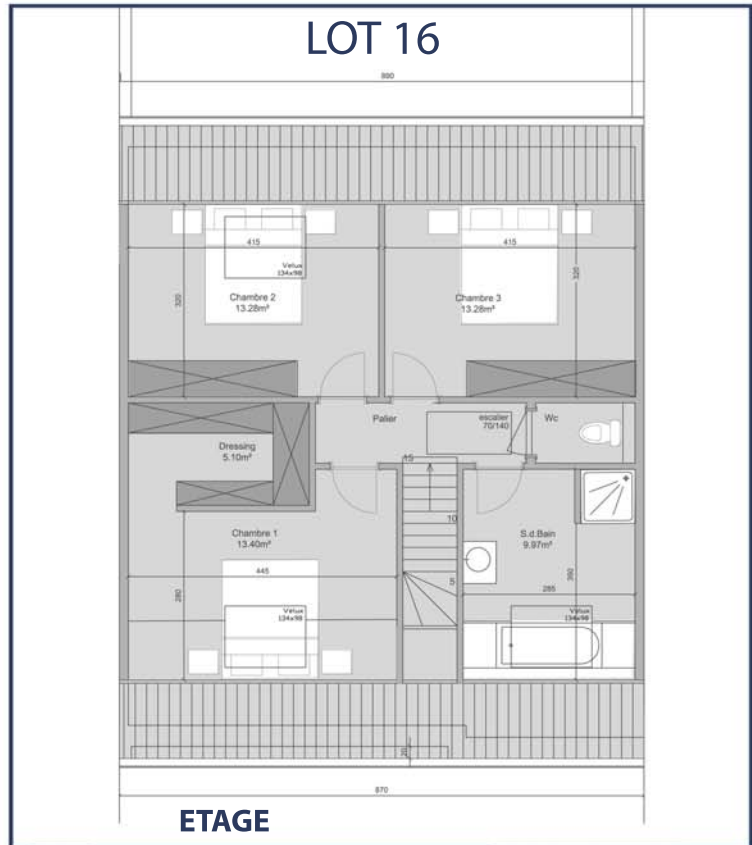 LOT 16
890
415
Velux
134x98
Chambre 2
13.28m²
320
415
Chambre 3
13.28m²
320
Palier
escalier
70/140
Wc
Dressing
5.10m²
15
10
5
Chambre 1
13.40m²
445
280
Velux
134x98
S.d.Bain
9.97m²
390
285
Velux
134x98
20
870
ETAGE